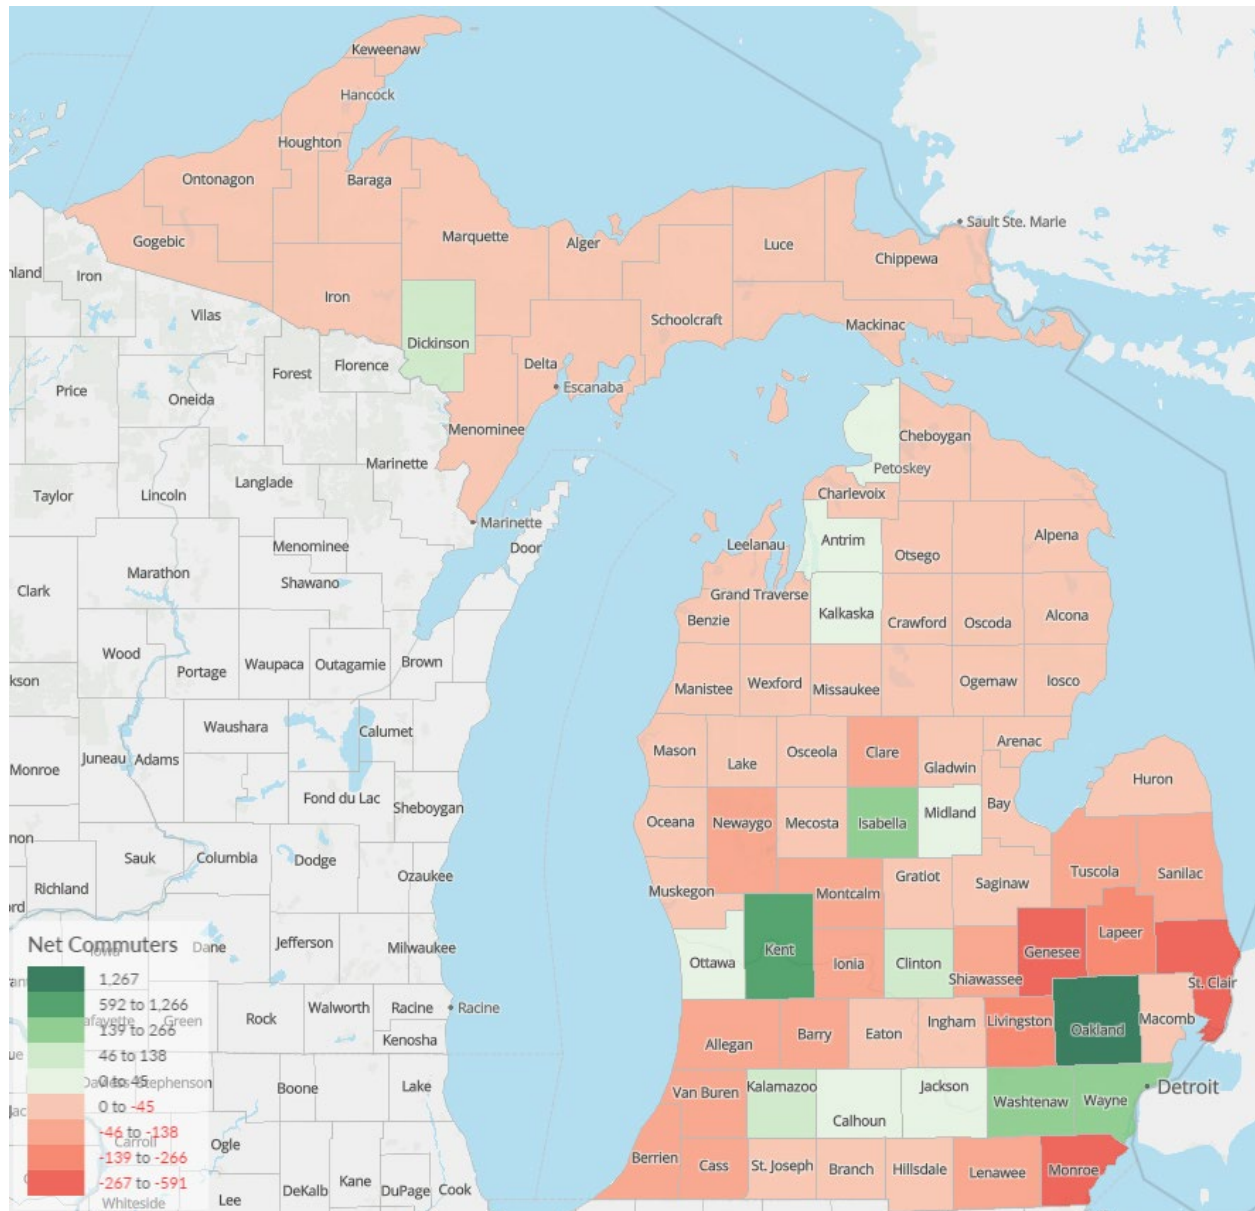 Keweenaw
Hancock
Houghton
Ontonagon
Baraga
Gogebic
Marquette
Alger
Luce
Sault Ste. Marie
Chippewa
Iron
Iron
Vilas
Dickinson
Schoolcraft
Mackinac
Florence
Forest
Delta
Escanaba
Price
Oneida
Menominee
Cheboygan
Marinette
Petoskey
Langlade
Taylor
Lincoln
Charlevoix
Marinette
Menominee
Door
Leelanau
Antrim
Otsego
Alpena
Marathon
Shawano
Clark
Grand Traverse
Benzie
Kalkaska
Crawford
Oscoda
Alcona
Wood
Portage
Waupaca
Outagamie
Brown
Manistee
Wexford
Missaukee
Ogemaw
Iosco
Waushara
Calumet
Juneau
Adams
Monroe
Mason
Lake
Osceola
Clare
Gladwin
Arenac
Huron
Fond du Lac
Sheboygan
Oceana
Newaygo
Mecosta
Isabella
Midland
Bay
Sauk
Columbia
Dodge
Ozaukee
Richland
Muskegon
Montcalm
Gratiot
Saginaw
Tuscola
Sanilac
Net Commuters
Iowa
Dane
Jefferson
Milwaukee
Ottawa
Kent
Ionia
Clinton
Shiawassee
Genesee
Lapeer
St. Clair
1,267
592 to 1,266
139 to 266
46 to 138
0 to 45
0 to -45
-46 to -138
-139 to -266
-267 to -591
Lafayette
Green
Rock
Walworth
Racine
Racine
Kenosha
Allegan
Barry
Eaton
Ingham
Livingston
Oakland
Macomb
Stephenson
Boone
Lake
Van Buren
Kalamazoo
Calhoun
Jackson
Washtenaw
Wayne
Detroit
Carroll
Ogle
Whiteside
Lee
DeKalb
Kane
DuPage
Cook
Berrien
Cass
St. Joseph
Branch
Hillsdale
Lenawee
Monroe